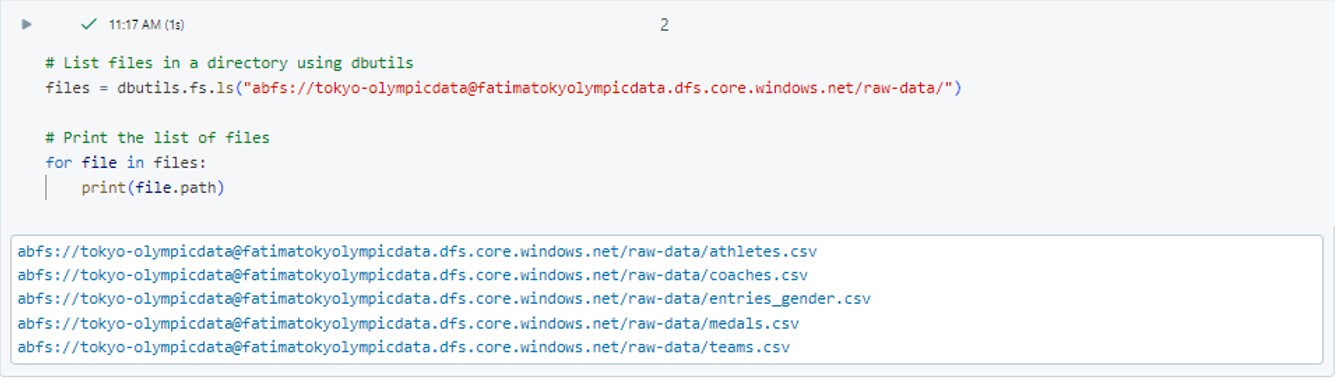 11:17 AM (1s)
2
# List files in a directory using dbutils
files = dbutils.fs.ls("abfs://tokyo-olympicdata@fatimatokyolympicdata.dfs.core.windows.net/raw-data/")
# Print the list of files
for file in files:
    print(file.path)
abfs://tokyo-olympicdata@fatimatokyolympicdata.dfs.core.windows.net/raw-data/athletes.csv
abfs://tokyo-olympicdata@fatimatokyolympicdata.dfs.core.windows.net/raw-data/coaches.csv
abfs://tokyo-olympicdata@fatimatokyolympicdata.dfs.core.windows.net/raw-data/entries_gender.csv
abfs://tokyo-olympicdata@fatimatokyolympicdata.dfs.core.windows.net/raw-data/medals.csv
abfs://tokyo-olympicdata@fatimatokyolympicdata.dfs.core.windows.net/raw-data/teams.csv